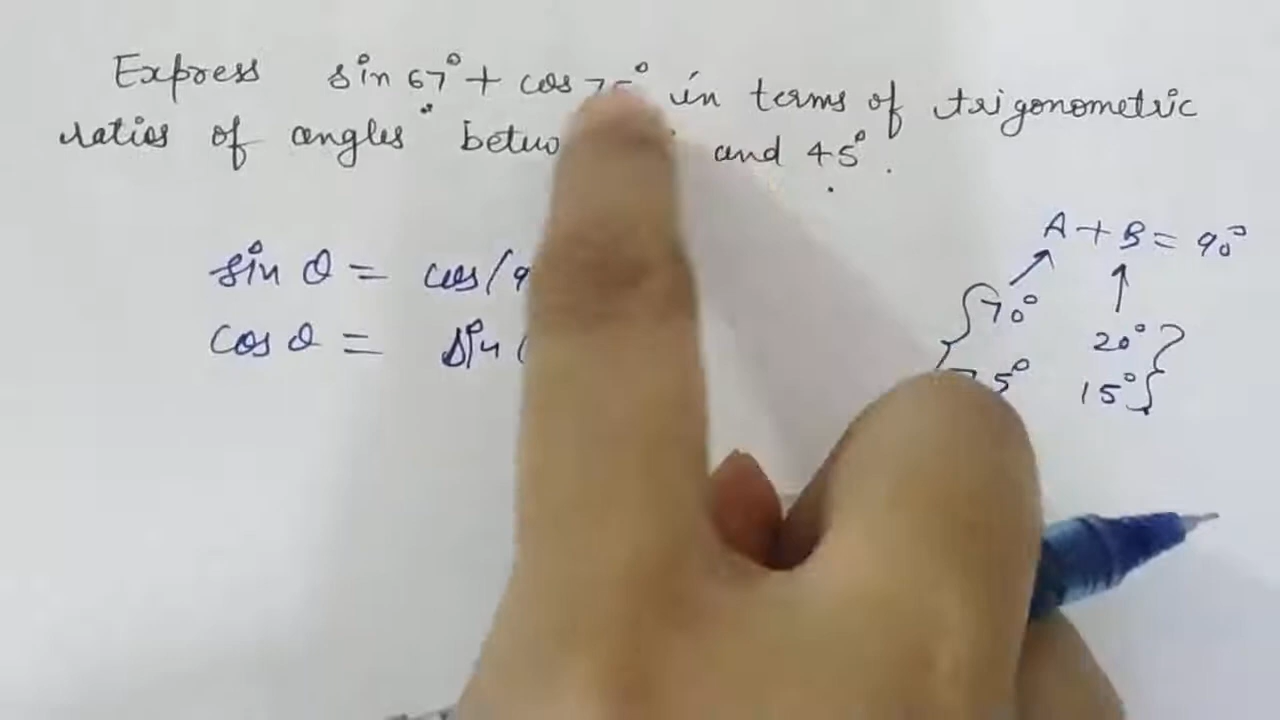 Express sin 67° + cos 75° in terms of trigonometric
ratios of angles and 45°.
sin θ = cos(9
cos θ = sin(
A + B = 90°
70° 20°
5° 15°